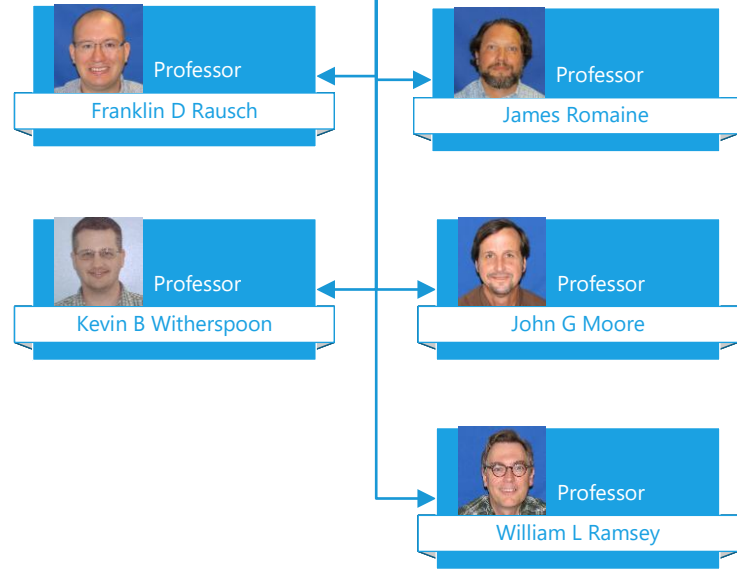 Professor
Franklin D Rausch
Professor
James Romaine
Professor
Kevin B Witherspoon
Professor
John G Moore
Professor
William L Ramsey